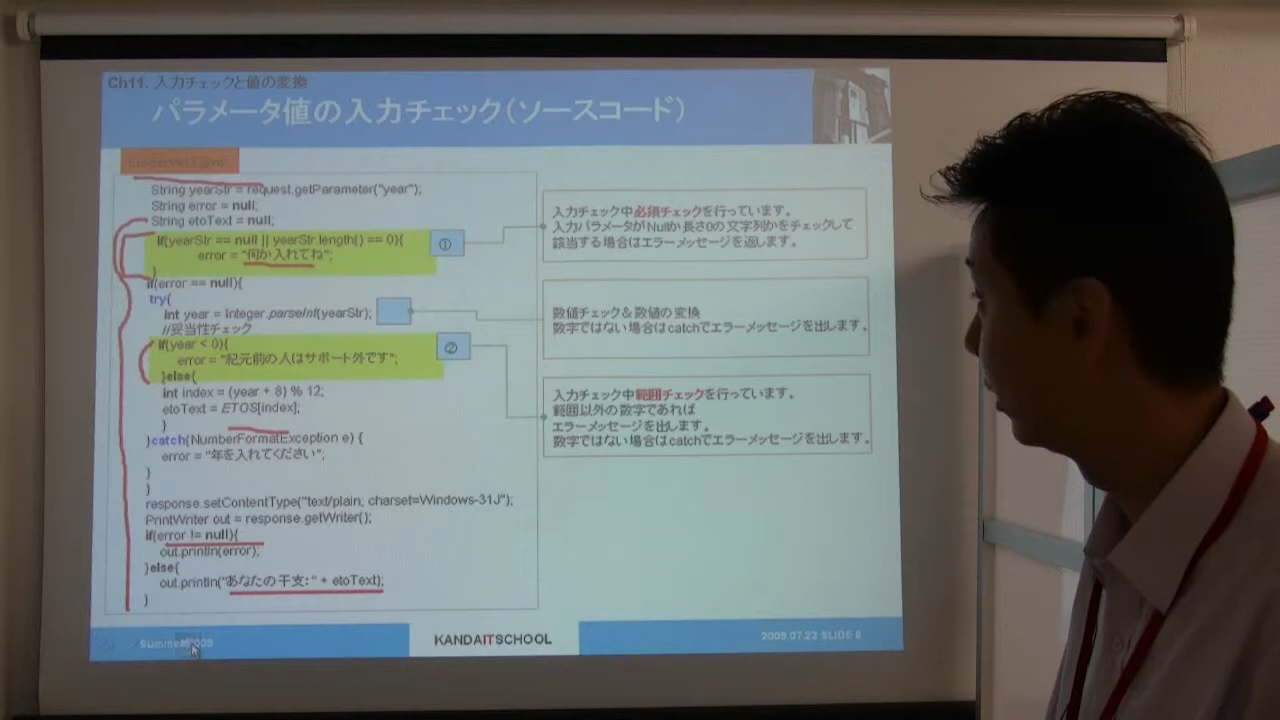 Ch11. 入力チェックと値の変換
パラメータ値の入力チェック(ソースコード)
String yearStr = request.getParameter("year");
String error = null;
String etoText = null;
if(yearStr == null || yearStr.length() == 0){
error = "何か入れてね";
}
if(error == null){
try{
int year = Integer.parseInt(yearStr);
//妥当性チェック
if(year < 0){
error = "紀元前の人はサポート外です";
}else{
int index = (year + 8) % 12;
etoText = ETOS[index];
}
}catch(NumberFormatException e) {
error = "年を入れてください";
}
}
response.setContentType("text/plain; charset=Windows-31J");
PrintWriter out = response.getWriter();
if(error != null){
out.println(error);
}else{
out.println("あなたの干支:" + etoText);
}
①
②
入力チェック中必須チェックを行っています。
入力パラメータがNullか長さ0の文字列かをチェックして
該当する場合はエラーメッセージを返します。
数値チェック＆数値の変換
数字ではない場合はcatchでエラーメッセージを出します。
入力チェック中範囲チェックを行っています。
範囲以外の数字であれば
エラーメッセージを出します。
数字ではない場合はcatchでエラーメッセージを出します。
KANDAITSCHOOL
2009.07.23 SLIDE 6